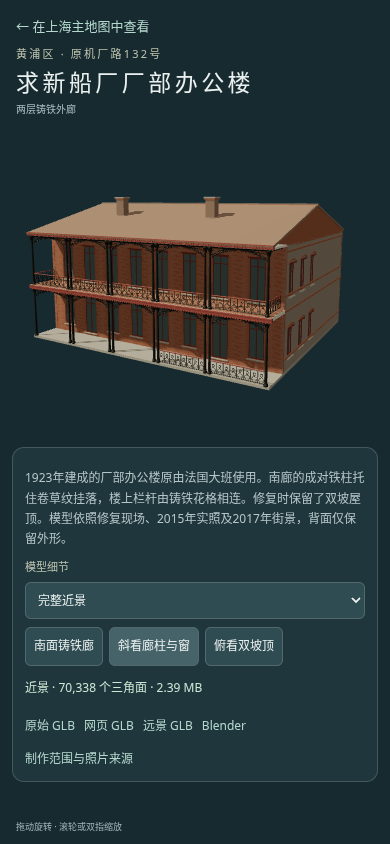 ← 在上海主地图中查看
黄浦区 · 原机厂路132号
求新船厂厂部办公楼
两层铸铁外廊
1923年建成的厂部办公楼原由法国大班使用。南廊的成对铁柱托
住卷草纹挂落，楼上栏杆由铸铁花格相连。修复时保留了双坡屋
顶。模型依照修复现场、2015年实照及2017年街景，背面仅保
留外形。
模型细节
完整近景
南面铸铁廊 斜看廊柱与窗 俯看双坡顶
近景 · 70,338 个三角面 · 2.39 MB
原始 GLB 网页 GLB 远景 GLB Blender
制作范围与照片来源
拖动旋转 · 滚轮或双指缩放